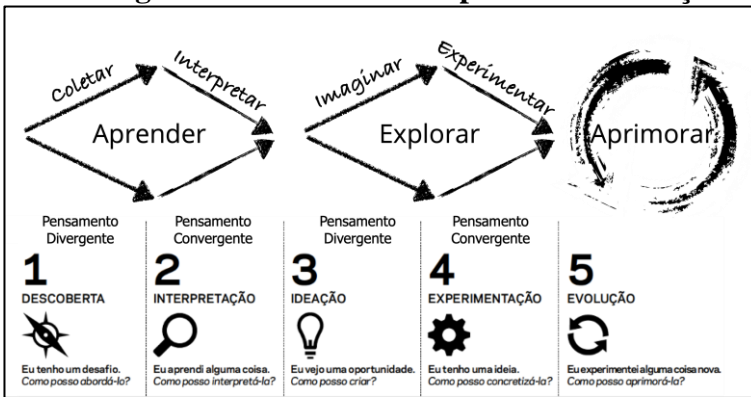 Coletar
Interpretar
Imaginar
Experimentar
Aprender
Explorar
Aprimorar
Pensamento Divergente
Pensamento Convergente
Pensamento Divergente
Pensamento Convergente
1
DESCOBERTA
Eu tenho um desafio.
Como posso abordá-lo?
2
INTERPRETAÇÃO
Eu aprendi alguma coisa.
Como posso interpretá-la?
3
IDEAÇÃO
Eu vejo uma oportunidade.
Como posso criar?
4
EXPERIMENTAÇÃO
Eu tenho uma ideia.
Como posso concretizá-la?
5
EVOLUÇÃO
Eu experimentei alguma coisa nova.
Como posso aprimorá-la?